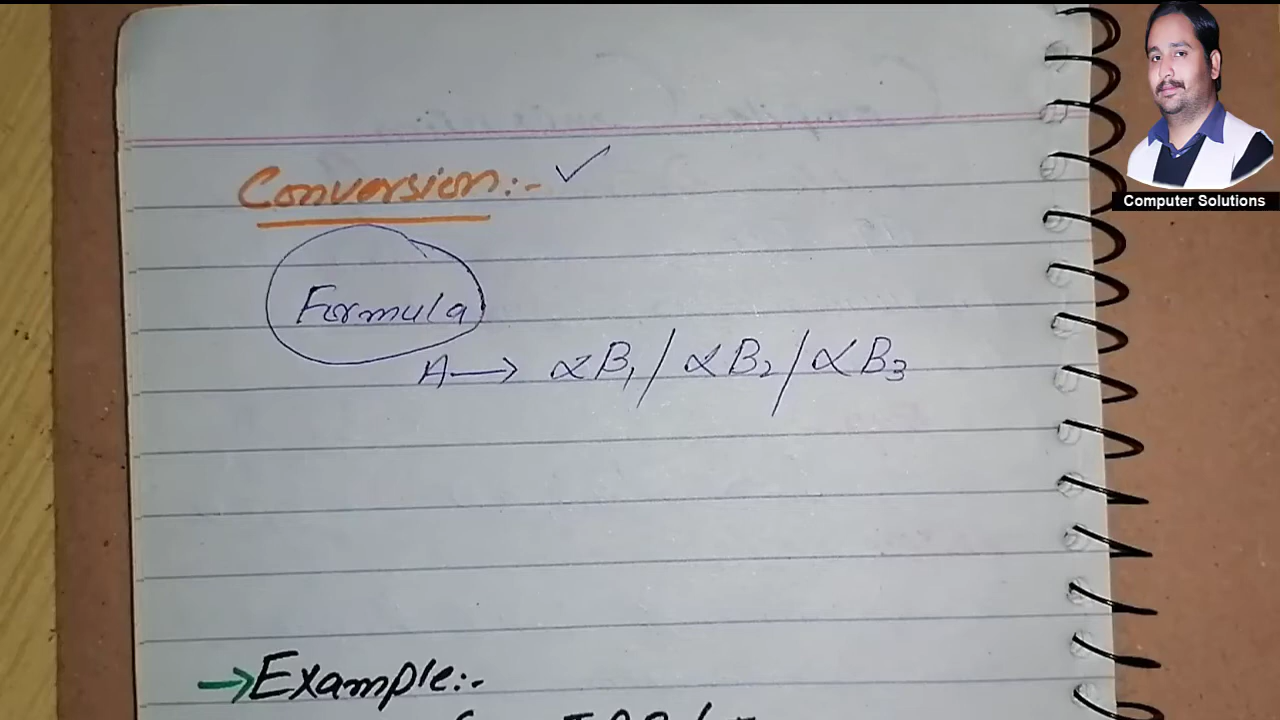 Conversion:-
Computer Solutions
Formula
A → αB1 / αB2 / αB3
→ Example:-